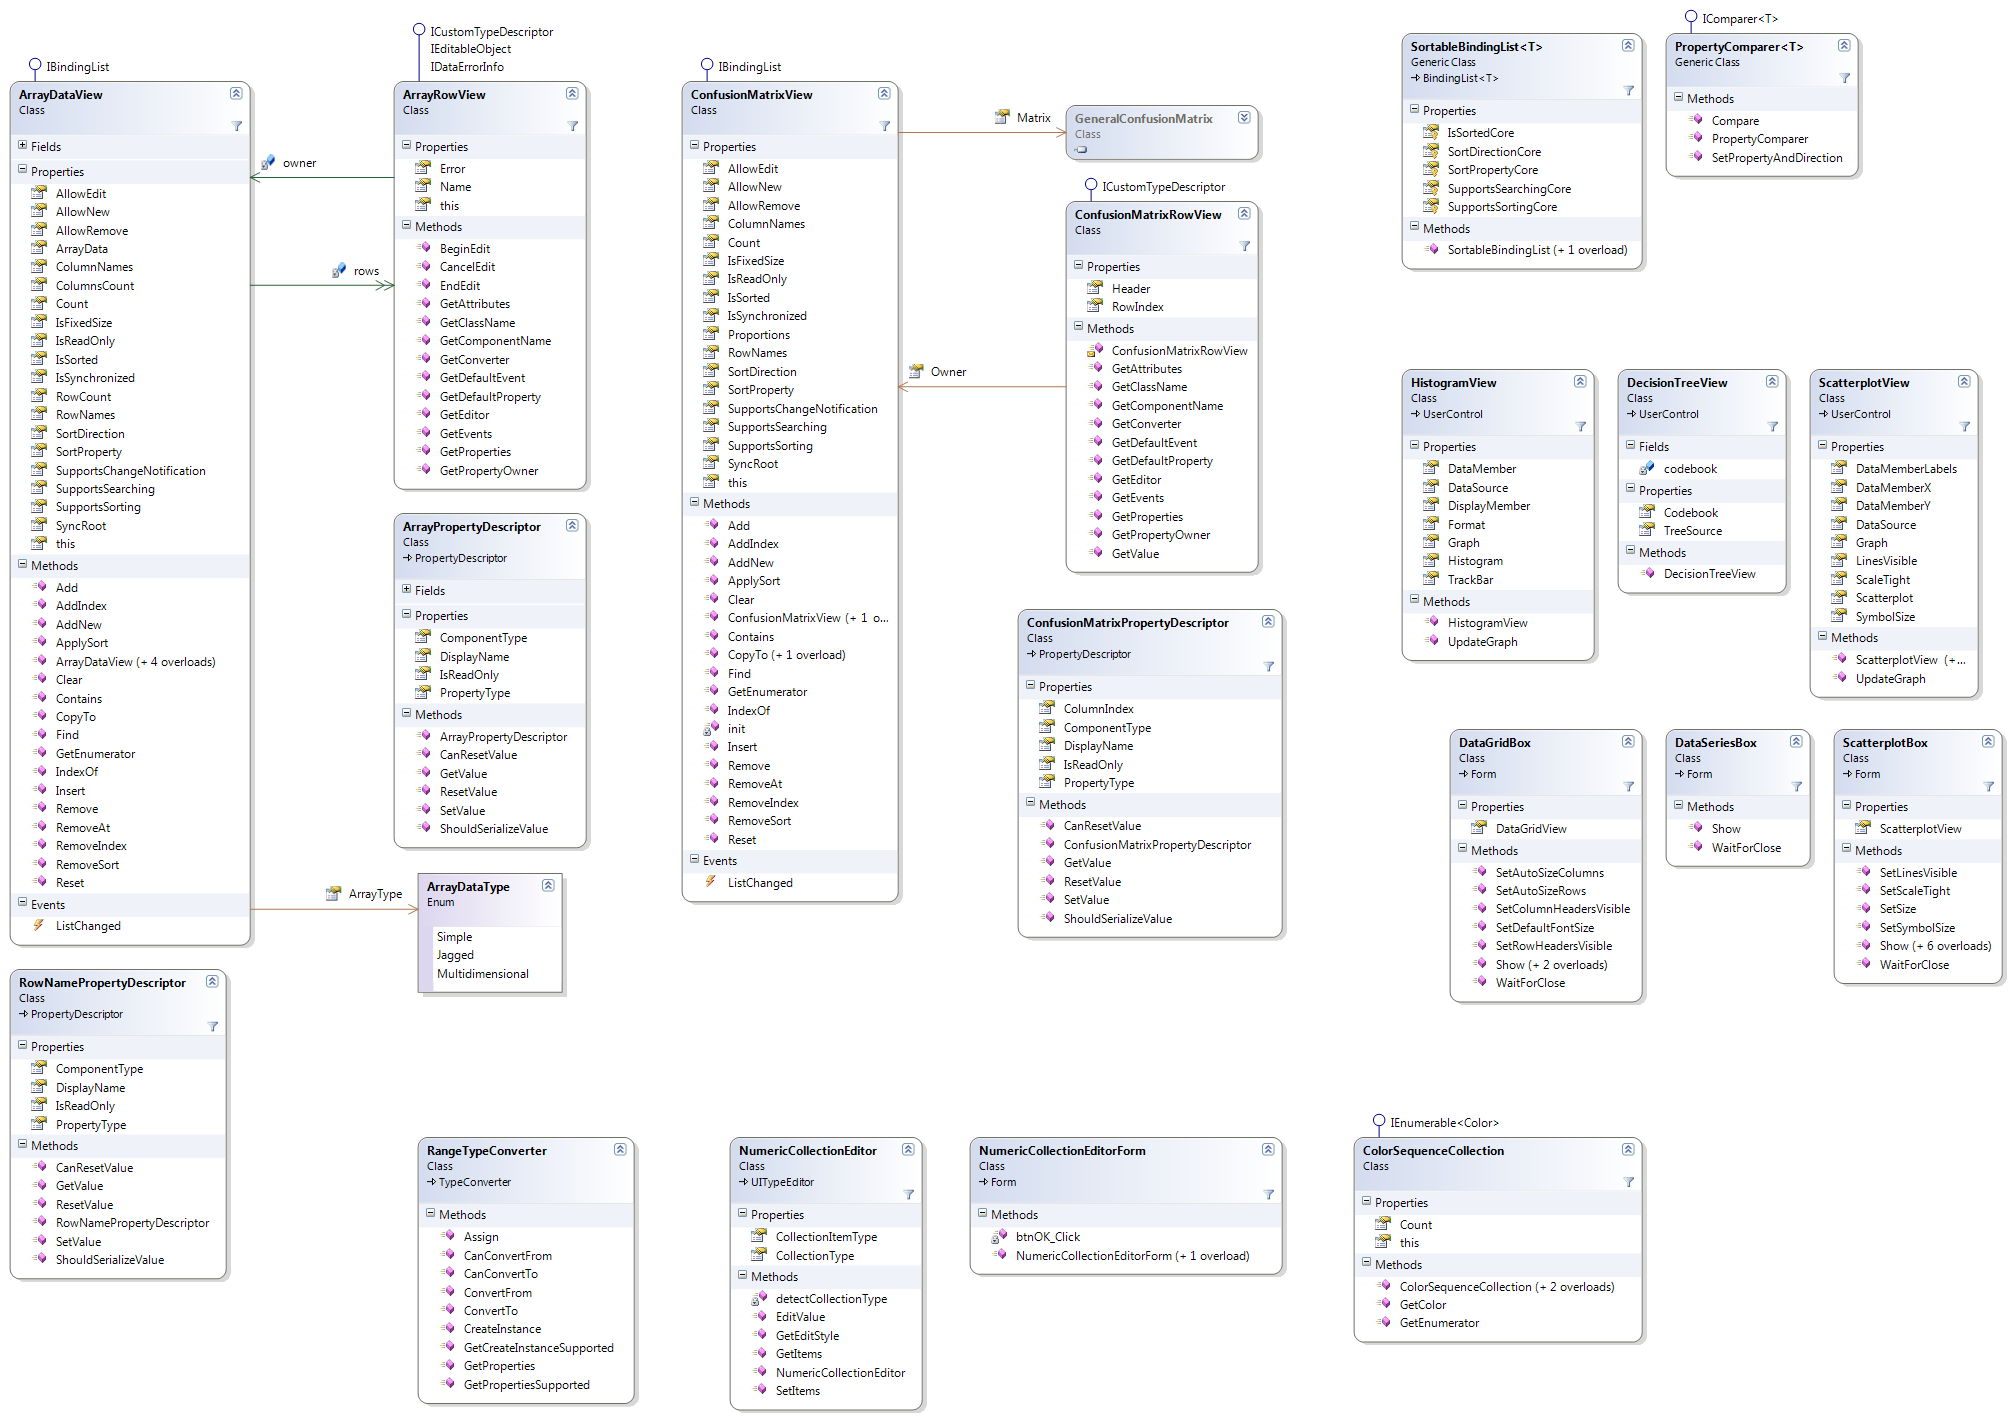 IBindingList
ArrayDataView
Class
Fields
Properties
AllowEdit
AllowNew
AllowRemove
ArrayData
ColumnNames
ColumnsCount
Count
IsFixedSize
IsReadOnly
IsSorted
IsSynchronized
RowCount
RowNames
SortDirection
SortProperty
SupportsChangeNotification
SupportsSearching
SupportsSorting
SyncRoot
this
Methods
Add
AddIndex
AddNew
ApplySort
ArrayDataView (+ 4 overloads)
Clear
Contains
CopyTo
Find
GetEnumerator
IndexOf
Insert
Remove
RemoveAt
RemoveIndex
RemoveSort
Reset
Events
ListChanged
owner
rows
ArrayType
ICustomTypeDescriptor
IEditableObject
IDataErrorInfo
ArrayRowView
Class
Properties
Error
Name
this
Methods
BeginEdit
CancelEdit
EndEdit
GetAttributes
GetClassName
GetComponentName
GetConverter
GetDefaultEvent
GetDefaultProperty
GetEditor
GetEvents
GetProperties
GetPropertyOwner
ArrayPropertyDescriptor
Class
PropertyDescriptor
Fields
Properties
ComponentType
DisplayName
IsReadOnly
PropertyType
Methods
ArrayPropertyDescriptor
CanResetValue
GetValue
ResetValue
SetValue
ShouldSerializeValue
ArrayDataType
Enum
Simple
Jagged
Multidimensional
RowNamePropertyDescriptor
Class
PropertyDescriptor
Properties
ComponentType
DisplayName
IsReadOnly
PropertyType
Methods
CanResetValue
GetValue
ResetValue
RowNamePropertyDescriptor
SetValue
ShouldSerializeValue
IBindingList
ConfusionMatrixView
Class
Properties
AllowEdit
AllowNew
AllowRemove
ColumnNames
Count
IsFixedSize
IsReadOnly
IsSorted
IsSynchronized
Proportions
RowNames
SortDirection
SortProperty
SupportsChangeNotification
SupportsSearching
SupportsSorting
SyncRoot
this
Methods
Add
AddIndex
AddNew
ApplySort
Clear
ConfusionMatrixView (+ 1 o...
Contains
CopyTo (+ 1 overload)
Find
GetEnumerator
IndexOf
init
Insert
Remove
RemoveAt
RemoveIndex
RemoveSort
Reset
Events
ListChanged
Matrix
Owner
GeneralConfusionMatrix
Class
ICustomTypeDescriptor
ConfusionMatrixRowView
Class
Properties
Header
RowIndex
Methods
ConfusionMatrixRowView
GetAttributes
GetClassName
GetComponentName
GetConverter
GetDefaultEvent
GetDefaultProperty
GetEditor
GetEvents
GetProperties
GetPropertyOwner
GetValue
ConfusionMatrixPropertyDescriptor
Class
PropertyDescriptor
Properties
ColumnIndex
ComponentType
DisplayName
IsReadOnly
PropertyType
Methods
CanResetValue
ConfusionMatrixPropertyDescriptor
GetValue
ResetValue
SetValue
ShouldSerializeValue
SortableBindingList<T>
Generic Class
BindingList<T>
Properties
IsSortedCore
SortDirectionCore
SortPropertyCore
SupportsSearchingCore
SupportsSortingCore
Methods
SortableBindingList (+ 1 overload)
IComparer<T>
PropertyComparer<T>
Generic Class
Methods
Compare
PropertyComparer
SetPropertyAndDirection
HistogramView
Class
UserControl
Properties
DataMember
DataSource
DisplayMember
Format
Graph
Histogram
TrackBar
Methods
HistogramView
UpdateGraph
DecisionTreeView
Class
UserControl
Fields
codebook
Properties
Codebook
TreeSource
Methods
DecisionTreeView
ScatterplotView
Class
UserControl
Properties
DataMemberLabels
DataMemberX
DataMemberY
DataSource
Graph
LinesVisible
ScaleTight
Scatterplot
SymbolSize
Methods
ScatterplotView (+...
UpdateGraph
DataGridBox
Class
Form
Properties
DataGridView
Methods
SetAutoSizeColumns
SetAutoSizeRows
SetColumnHeadersVisible
SetDefaultFontSize
SetRowHeadersVisible
Show (+ 2 overloads)
WaitForClose
DataSeriesBox
Class
Form
Methods
Show
WaitForClose
ScatterplotBox
Class
Form
Properties
ScatterplotView
Methods
SetLinesVisible
SetScaleTight
SetSize
SetSymbolSize
Show (+ 6 overloads)
WaitForClose
RangeTypeConverter
Class
TypeConverter
Methods
Assign
CanConvertFrom
CanConvertTo
ConvertFrom
ConvertTo
CreateInstance
GetCreateInstanceSupported
GetProperties
GetPropertiesSupported
NumericCollectionEditor
Class
UITypeEditor
Properties
CollectionItemType
CollectionType
Methods
detectCollectionType
EditValue
GetEditStyle
GetItems
NumericCollectionEditor
SetItems
NumericCollectionEditorForm
Class
Form
Methods
btnOK_Click
NumericCollectionEditorForm (+ 1 overload)
IEnumerable<Color>
ColorSequenceCollection
Class
Properties
Count
this
Methods
ColorSequenceCollection (+ 2 overloads)
GetColor
GetEnumerator